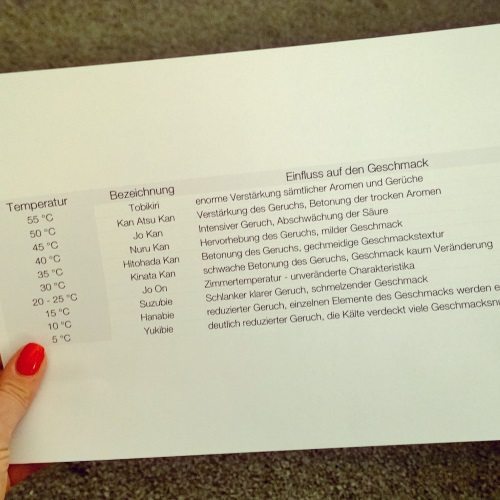 Temperatur Bezeichnung Einfluss auf den Geschmack
55 °C Tobikiri enorme Verstärkung sämtlicher Aromen und Gerüche
50 °C Kan Atsu Kan Verstärkung des Geruchs, Betonung der trocken Aromen
45 °C Jo Kan Intensiver Geruch, Abschwächung der Säure
40 °C Nuru Kan Hervorhebung des Geruchs, milder Geschmack
35 °C Hitohada Kan Betonung des Geruchs, gechmeidige Geschmackstextur
30 °C Kinata Kan schwache Betonung des Geruchs, Geschmack kaum Veränderung
20 - 25 °C Jo On Zimmertemperatur - unveränderte Charakteristika
15 °C Suzubie Schlanker klarer Geruch, schmelzender Geschmack
10 °C Hanabie reduzierter Geruch, einzelnen Elemente des Geschmacks werden
5 °C Yukibie deutlich reduzierter Geruch, die Kälte verdeckt viele